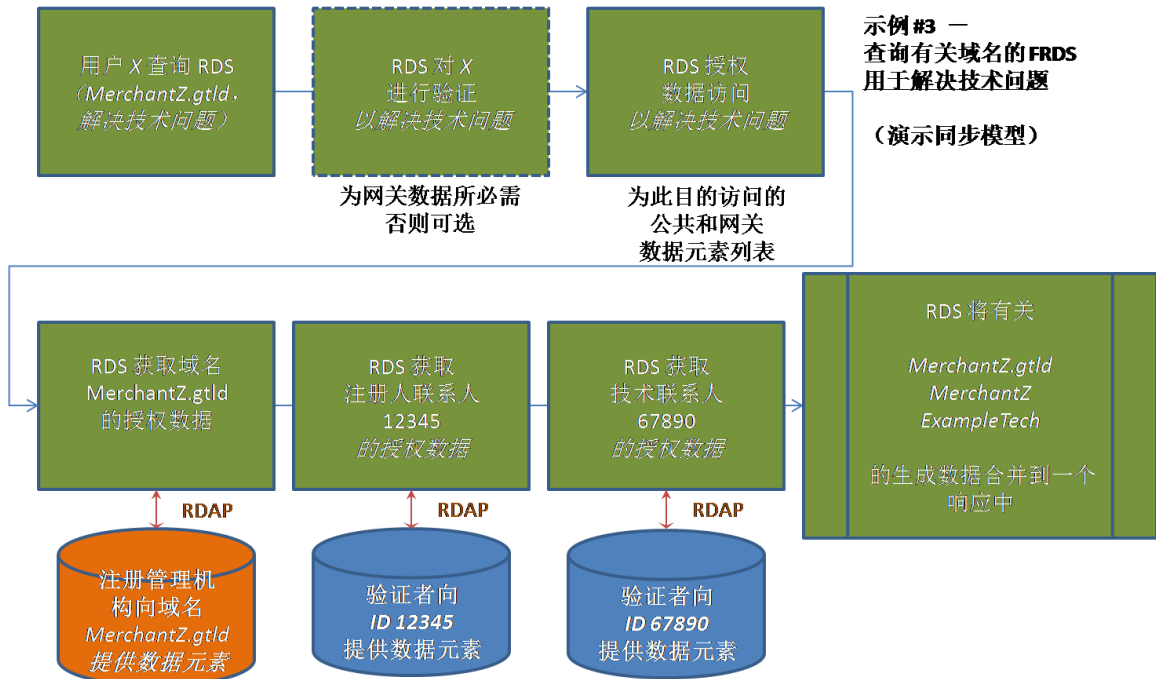 用户 X 查询 RDS
（MerchantZ.gtld，
解决技术问题）
RDS 对 X
进行验证
以解决技术问题
RDS 授权
数据访问
以解决技术问题
示例 #3 －
查询有关域名的 FRDS
用于解决技术问题
（演示同步模型）
为网关数据所必需
否则可选
为此目的访问的
公共和网关
数据元素列表
RDS 获取域名
MerchantZ.gtld
的授权数据
RDS 获取
注册人联系人
12345
的授权数据
RDS 获取
技术联系人
67890
的授权数据
RDS 将有关
MerchantZ.gtld
MerchantZ
ExampleTech
的生成数据合并到一个
响应中
RDAP
RDAP
RDAP
注册管理机
构向域名
MerchantZ.gtld
提供数据元素
验证者向
ID 12345
提供数据元素
验证者向
ID 67890
提供数据元素